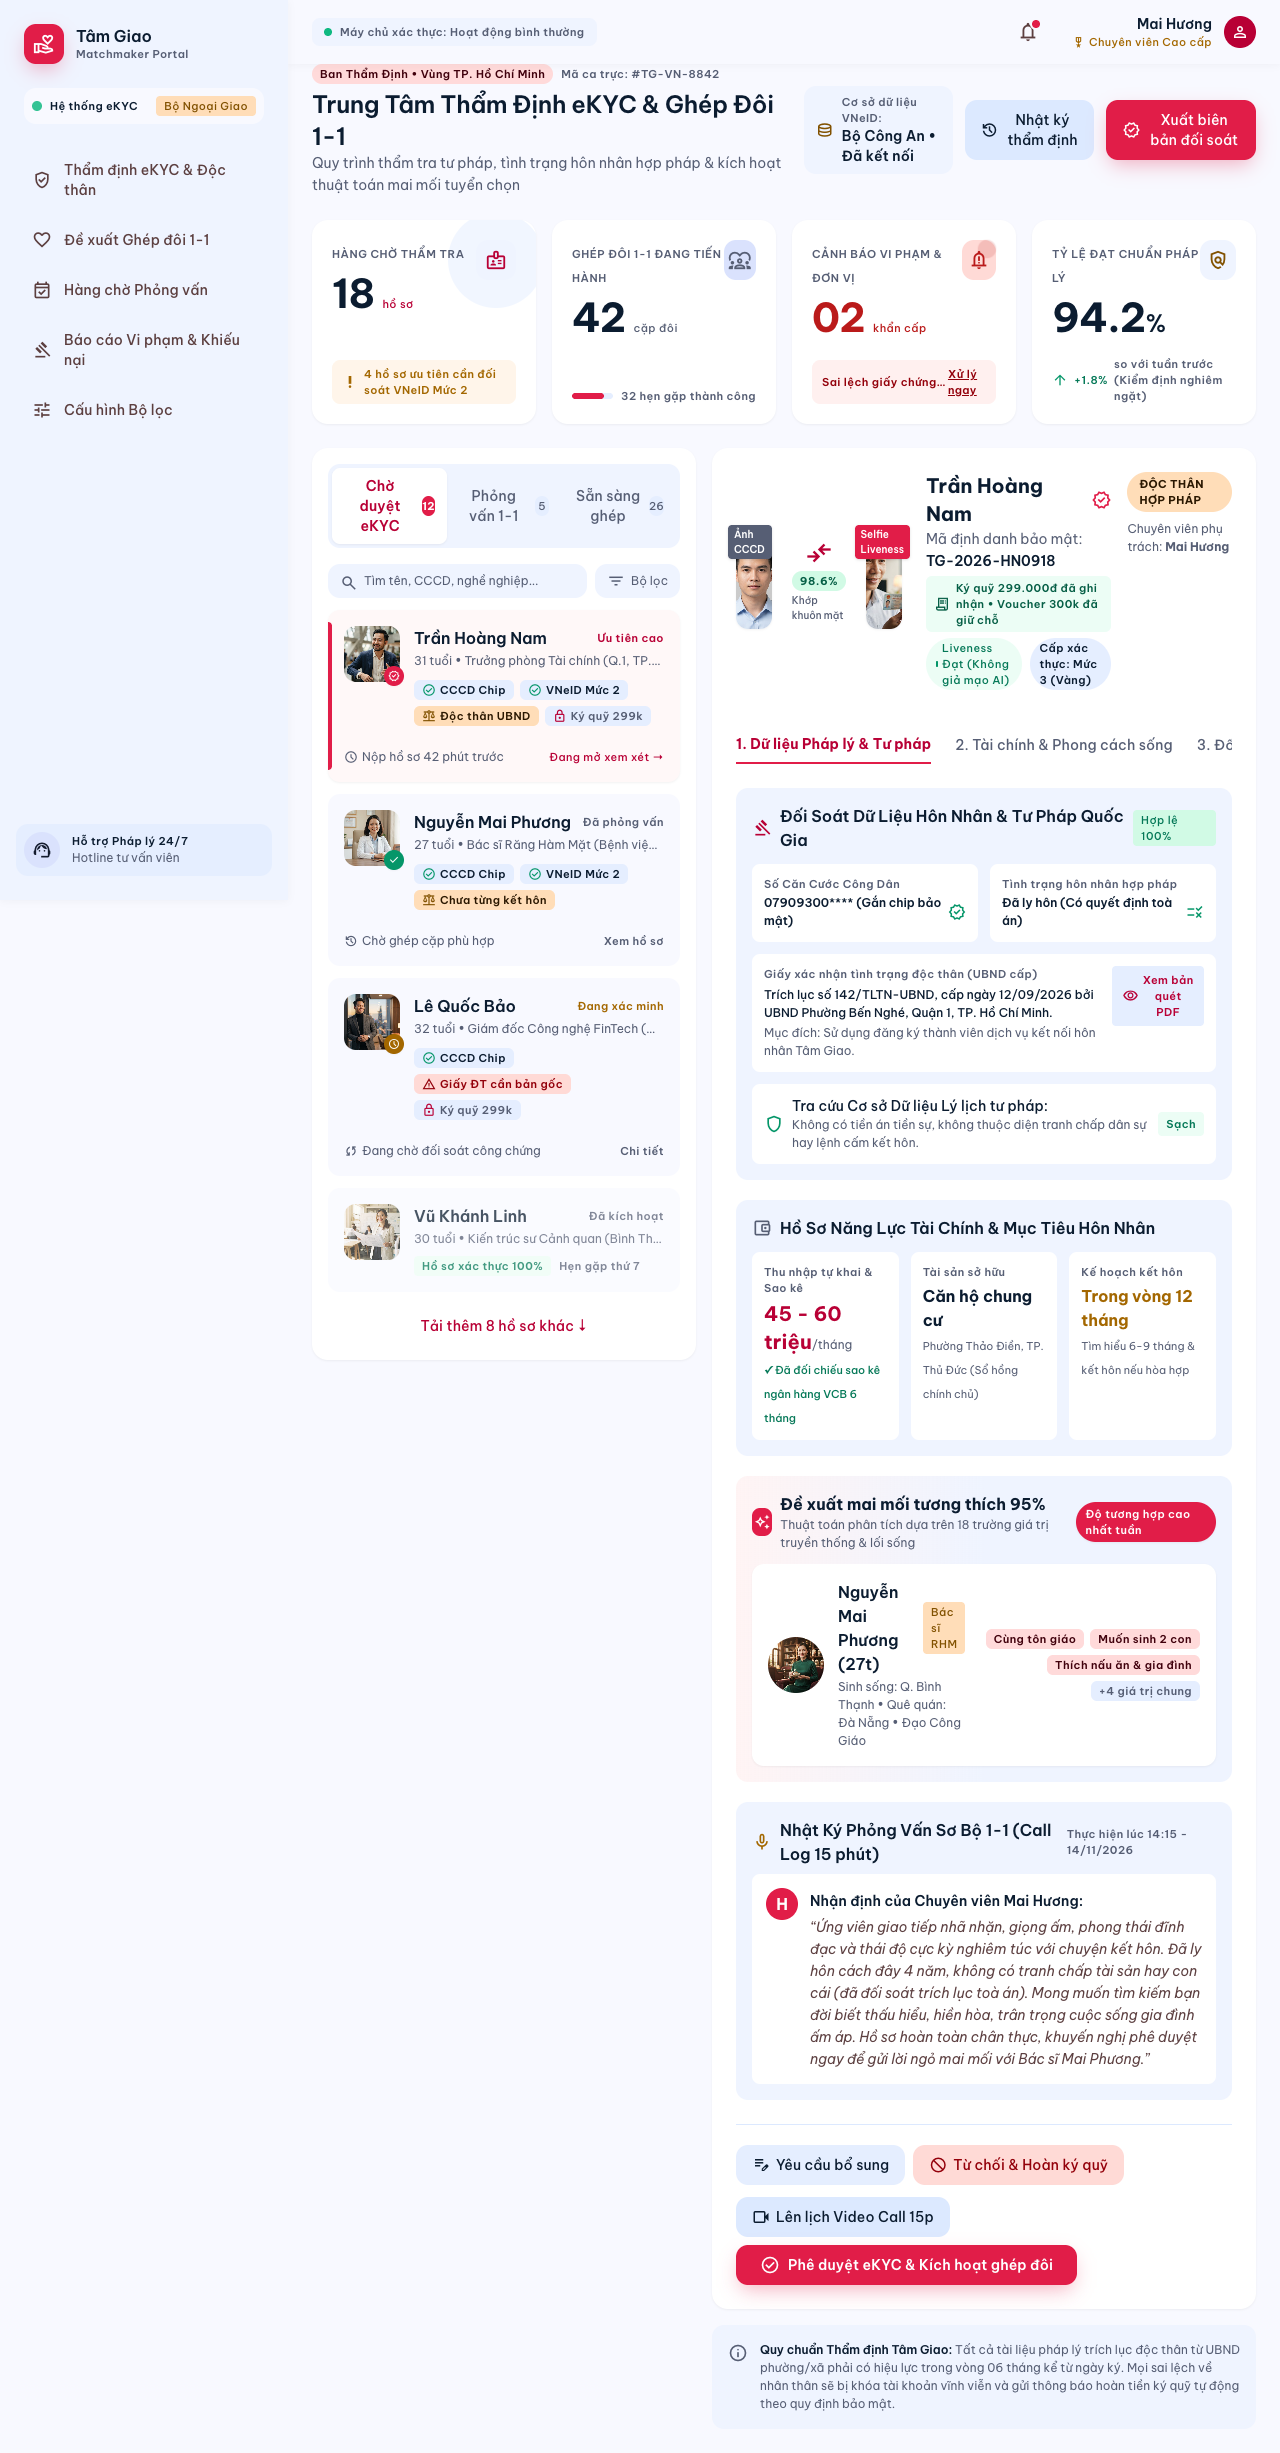 Tâm Giao
Matchmaker Portal
Hệ thống eKYC
Bộ Ngoại Giao
Thẩm định eKYC & Độc
thân
Đề xuất Ghép đôi 1-1
Hàng chờ Phỏng vấn
Báo cáo Vi phạm & Khiếu
nại
Cấu hình Bộ lọc
Hỗ trợ Pháp lý 24/7
Hotline tư vấn viên
Máy chủ xác thực: Hoạt động bình thường
Mai Hương
Chuyên viên Cao cấp
Ban Thẩm Định • Vùng TP. Hồ Chí Minh
Mã ca trực: #TG-VN-8842
Trung Tâm Thẩm Định eKYC & Ghép Đôi
1-1
Quy trình thẩm tra tư pháp, tình trạng hôn nhân hợp pháp & kích hoạt
thuật toán mai mối tuyển chọn
Cơ sở dữ liệu
VNeID:
Bộ Công An •
Đã kết nối
Nhật ký
thẩm định
Xuất biên
bản đối soát
HÀNG CHỜ THẨM TRA
18 hồ sơ
4 hồ sơ ưu tiên cần đối
soát VNeID Mức 2
GHÉP ĐÔI 1-1 ĐANG TIẾN
HÀNH
42 cặp đôi
32 hẹn gặp thành công
CẢNH BÁO VI PHẠM &
ĐƠN VỊ
02 khẩn cấp
Sai lệch giấy chứng...
Xử lý
ngay
TỶ LỆ ĐẠT CHUẨN PHÁP
LÝ
94.2%
+1.8%
so với tuần trước
(Kiểm định nghiêm
ngặt)
Chờ
duyệt
eKYC
12
Phỏng
vấn 1-1
5
Sẵn sàng
ghép
26
Tìm tên, CCCD, nghề nghiệp...
Bộ lọc
Trần Hoàng Nam
Ưu tiên cao
31 tuổi • Trưởng phòng Tài chính (Q.1, TP....
CCCD Chip
VNeID Mức 2
Độc thân UBND
Ký quỹ 299k
Nộp hồ sơ 42 phút trước
Đang mở xem xét →
Nguyễn Mai Phương
Đã phỏng vấn
27 tuổi • Bác sĩ Răng Hàm Mặt (Bệnh việ...
CCCD Chip
VNeID Mức 2
Chưa từng kết hôn
Chờ ghép cặp phù hợp
Xem hồ sơ
Lê Quốc Bảo
Đang xác minh
32 tuổi • Giám đốc Công nghệ FinTech (...
CCCD Chip
Giấy ĐT cần bản gốc
Ký quỹ 299k
Đang chờ đối soát công chứng
Chi tiết
Vũ Khánh Linh
Đã kích hoạt
30 tuổi • Kiến trúc sư Cảnh quan (Bình Th...
Hồ sơ xác thực 100%
Hẹn gặp thứ 7
Tải thêm 8 hồ sơ khác ↓
Ảnh
CCCD
98.6%
Khớp
khuôn mặt
Selfie
Liveness
Trần Hoàng
Nam
Mã định danh bảo mật:
TG-2026-HN0918
Ký quỹ 299.000đ đã ghi
nhận • Voucher 300k đã
giữ chỗ
Liveness
Đạt (Không
giả mạo AI)
Cấp xác
thực: Mức
3 (Vàng)
ĐỘC THÂN
HỢP PHÁP
Chuyên viên phụ
trách: Mai Hương
1. Dữ liệu Pháp lý & Tư pháp
2. Tài chính & Phong cách sống
3. Đề
Đối Soát Dữ Liệu Hôn Nhân & Tư Pháp Quốc
Gia
Hợp lệ
100%
Số Căn Cước Công Dân
07909300**** (Gắn chip bảo
mật)
Tình trạng hôn nhân hợp pháp
Đã ly hôn (Có quyết định toà
án)
Giấy xác nhận tình trạng độc thân (UBND cấp)
Trích lục số 142/TLTN-UBND, cấp ngày 12/09/2026 bởi
UBND Phường Bến Nghé, Quận 1, TP. Hồ Chí Minh.
Mục đích: Sử dụng đăng ký thành viên dịch vụ kết nối hôn
nhân Tâm Giao.
Xem bản
quét
PDF
Tra cứu Cơ sở Dữ liệu Lý lịch tư pháp:
Không có tiền án tiền sự, không thuộc diện tranh chấp dân sự
hay lệnh cấm kết hôn.
Sạch
Hồ Sơ Năng Lực Tài Chính & Mục Tiêu Hôn Nhân
Thu nhập tự khai &
Sao kê
45 - 60
triệu/tháng
✓ Đã đối chiếu sao kê
ngân hàng VCB 6
tháng
Tài sản sở hữu
Căn hộ chung
cư
Phường Thảo Điền, TP.
Thủ Đức (Sổ hồng
chính chủ)
Kế hoạch kết hôn
Trong vòng 12
tháng
Tìm hiểu 6-9 tháng &
kết hôn nếu hòa hợp
Đề xuất mai mối tương thích 95%
Thuật toán phân tích dựa trên 18 trường giá trị
truyền thống & lối sống
Độ tương hợp cao
nhất tuần
Nguyễn
Mai
Phương
(27t)
Bác
sĩ
RHM
Sinh sống: Q. Bình
Thạnh • Quê quán:
Đà Nẵng • Đạo Công
Giáo
Cùng tôn giáo
Muốn sinh 2 con
Thích nấu ăn & gia đình
+4 giá trị chung
Nhật Ký Phỏng Vấn Sơ Bộ 1-1 (Call
Log 15 phút)
Thực hiện lúc 14:15 -
14/11/2026
H
Nhận định của Chuyên viên Mai Hương:
“Ứng viên giao tiếp nhã nhặn, giọng ấm, phong thái đĩnh
đạc và thái độ cực kỳ nghiêm túc với chuyện kết hôn. Đã ly
hôn cách đây 4 năm, không có tranh chấp tài sản hay con
cái (đã đối soát trích lục toà án). Mong muốn tìm kiếm bạn
đời biết thấu hiểu, hiền hòa, trân trọng cuộc sống gia đình
ấm áp. Hồ sơ hoàn toàn chân thực, khuyến nghị phê duyệt
ngay để gửi lời ngỏ mai mối với Bác sĩ Mai Phương.”
Yêu cầu bổ sung
Từ chối & Hoàn ký quỹ
Lên lịch Video Call 15p
Phê duyệt eKYC & Kích hoạt ghép đôi
Quy chuẩn Thẩm định Tâm Giao: Tất cả tài liệu pháp lý trích lục độc thân từ UBND
phường/xã phải có hiệu lực trong vòng 06 tháng kể từ ngày ký. Mọi sai lệch về
nhân thân sẽ bị khóa tài khoản vĩnh viễn và gửi thông báo hoàn tiền ký quỹ tự động
theo quy định bảo mật.